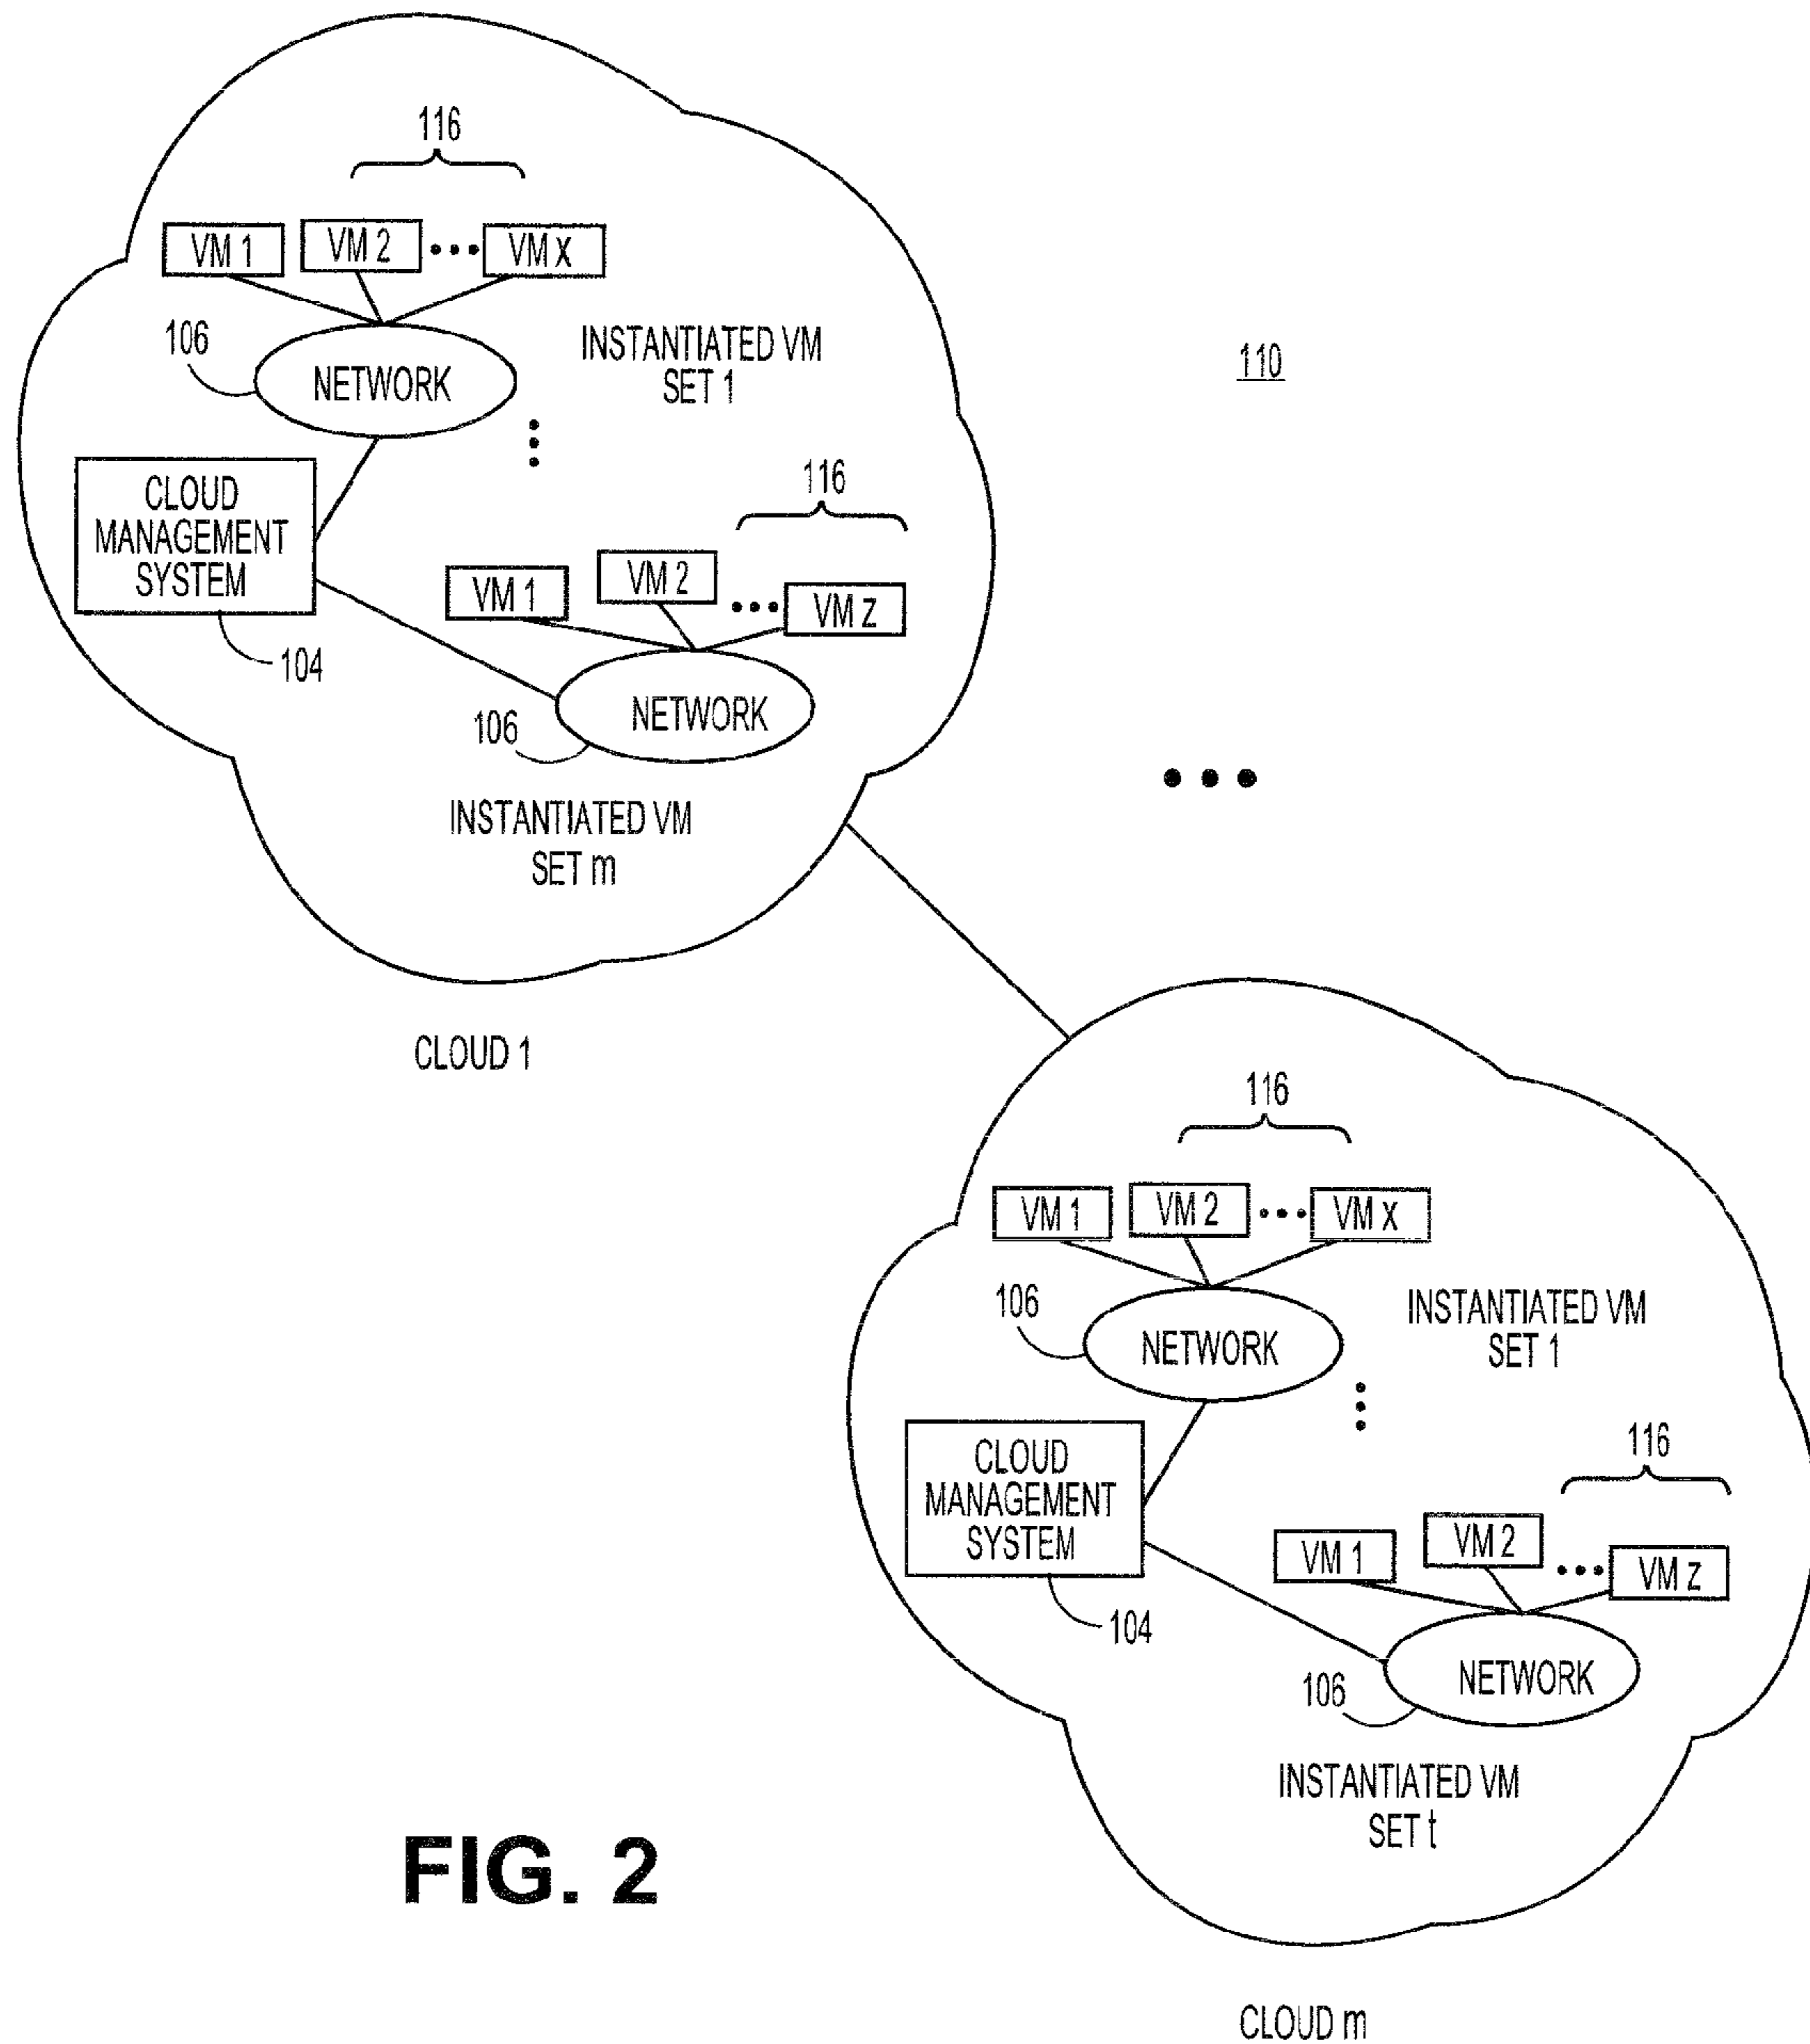 116
VM 1
VM 2
VM X
106
NETWORK
INSTANTIATED VM
SET 1
110
CLOUD
MANAGEMENT
SYSTEM
104
116
VM 1
VM 2
VM Z
106
NETWORK
INSTANTIATED VM
SET m
CLOUD 1
116
VM 1
VM 2
VM X
106
NETWORK
INSTANTIATED VM
SET 1
CLOUD
MANAGEMENT
SYSTEM
104
116
VM 1
VM 2
VM Z
106
NETWORK
INSTANTIATED VM
SET t
FIG. 2
CLOUD m